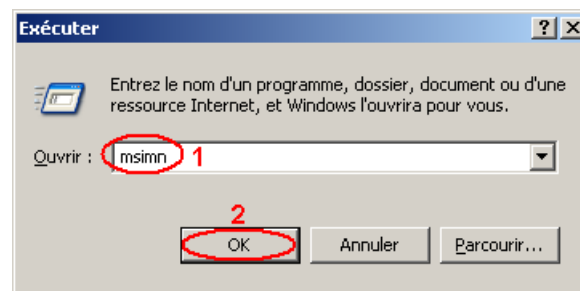 Exécuter
Entrez le nom d'un programme, dossier, document ou d'une
ressource Internet, et Windows l'ouvrira pour vous.
Ouvrir : msimn 1
2
OK Annuler Parcourir...